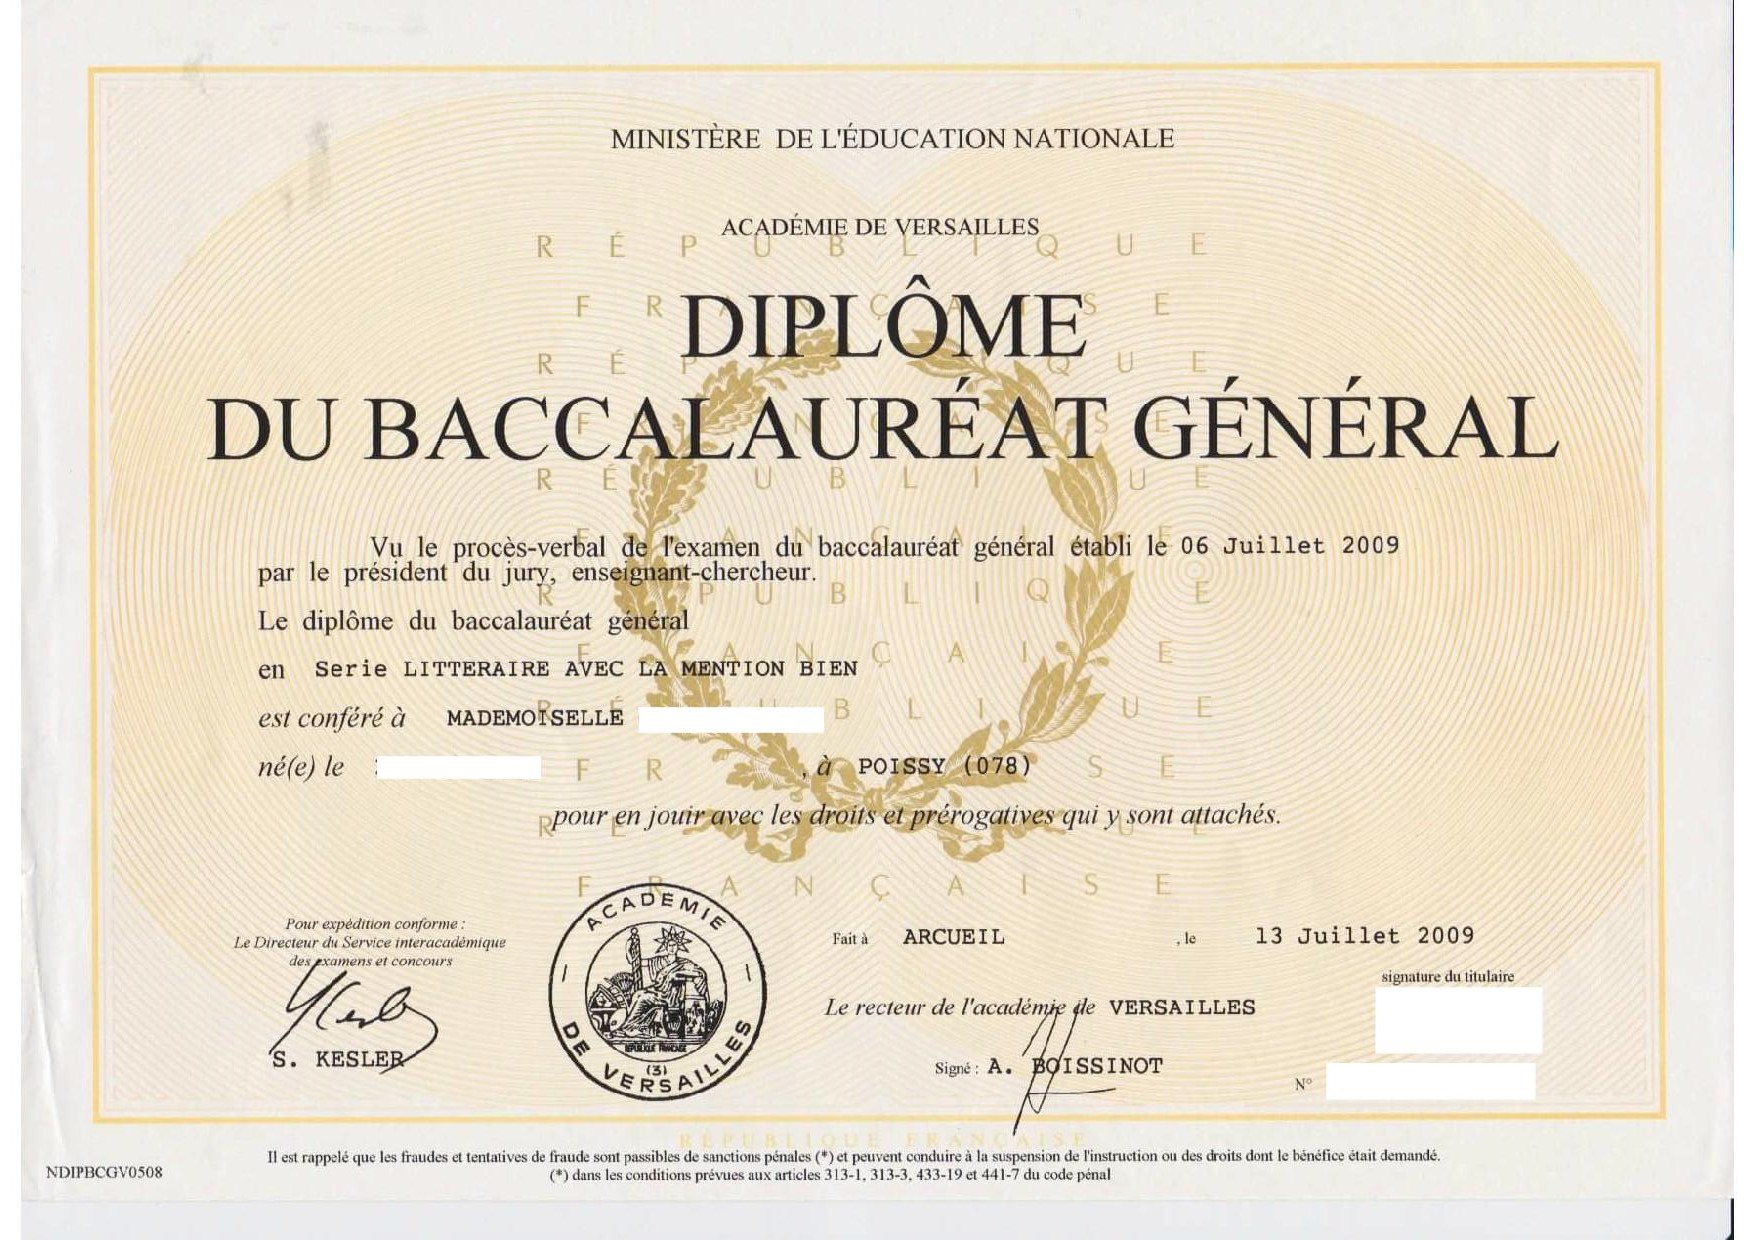 MINISTÈRE DE L'ÉDUCATION NATIONALE
ACADÉMIE DE VERSAILLES
DIPLÔME
DU BACCALAURÉAT GÉNÉRAL
Vu le procès-verbal de l'examen du baccalauréat général établi le 06 Juillet 2009
par le président du jury, enseignant-chercheur.
Le diplôme du baccalauréat général
en Serie LITTERAIRE AVEC LA MENTION BIEN
est conféré à MADEMOISELLE
né(e) le , à POISSY (078)
pour en jouir avec les droits et prérogatives qui y sont attachés.
RÉPUBLIQUE
FRANÇAISE
Pour expédition conforme :
Le Directeur du Service interacadémique
des examens et concours
S. KESLER
ACADEMIE
DE VERSAILLES
RÉPUBLIQUE FRANÇAISE
(3)
Fait à ARCUEIL , le 13 Juillet 2009
signature du titulaire
Le recteur de l'académie de VERSAILLES
Signé : A. BOISSINOT
N°
RÉPUBLIQUE FRANÇAISE
Il est rappelé que les fraudes et tentatives de fraude sont passibles de sanctions pénales (*) et peuvent conduire à la suspension de l'instruction ou des droits dont le bénéfice était demandé.
(*) dans les conditions prévues aux articles 313-1, 313-3, 433-19 et 441-7 du code pénal
NDIPBCGV0508